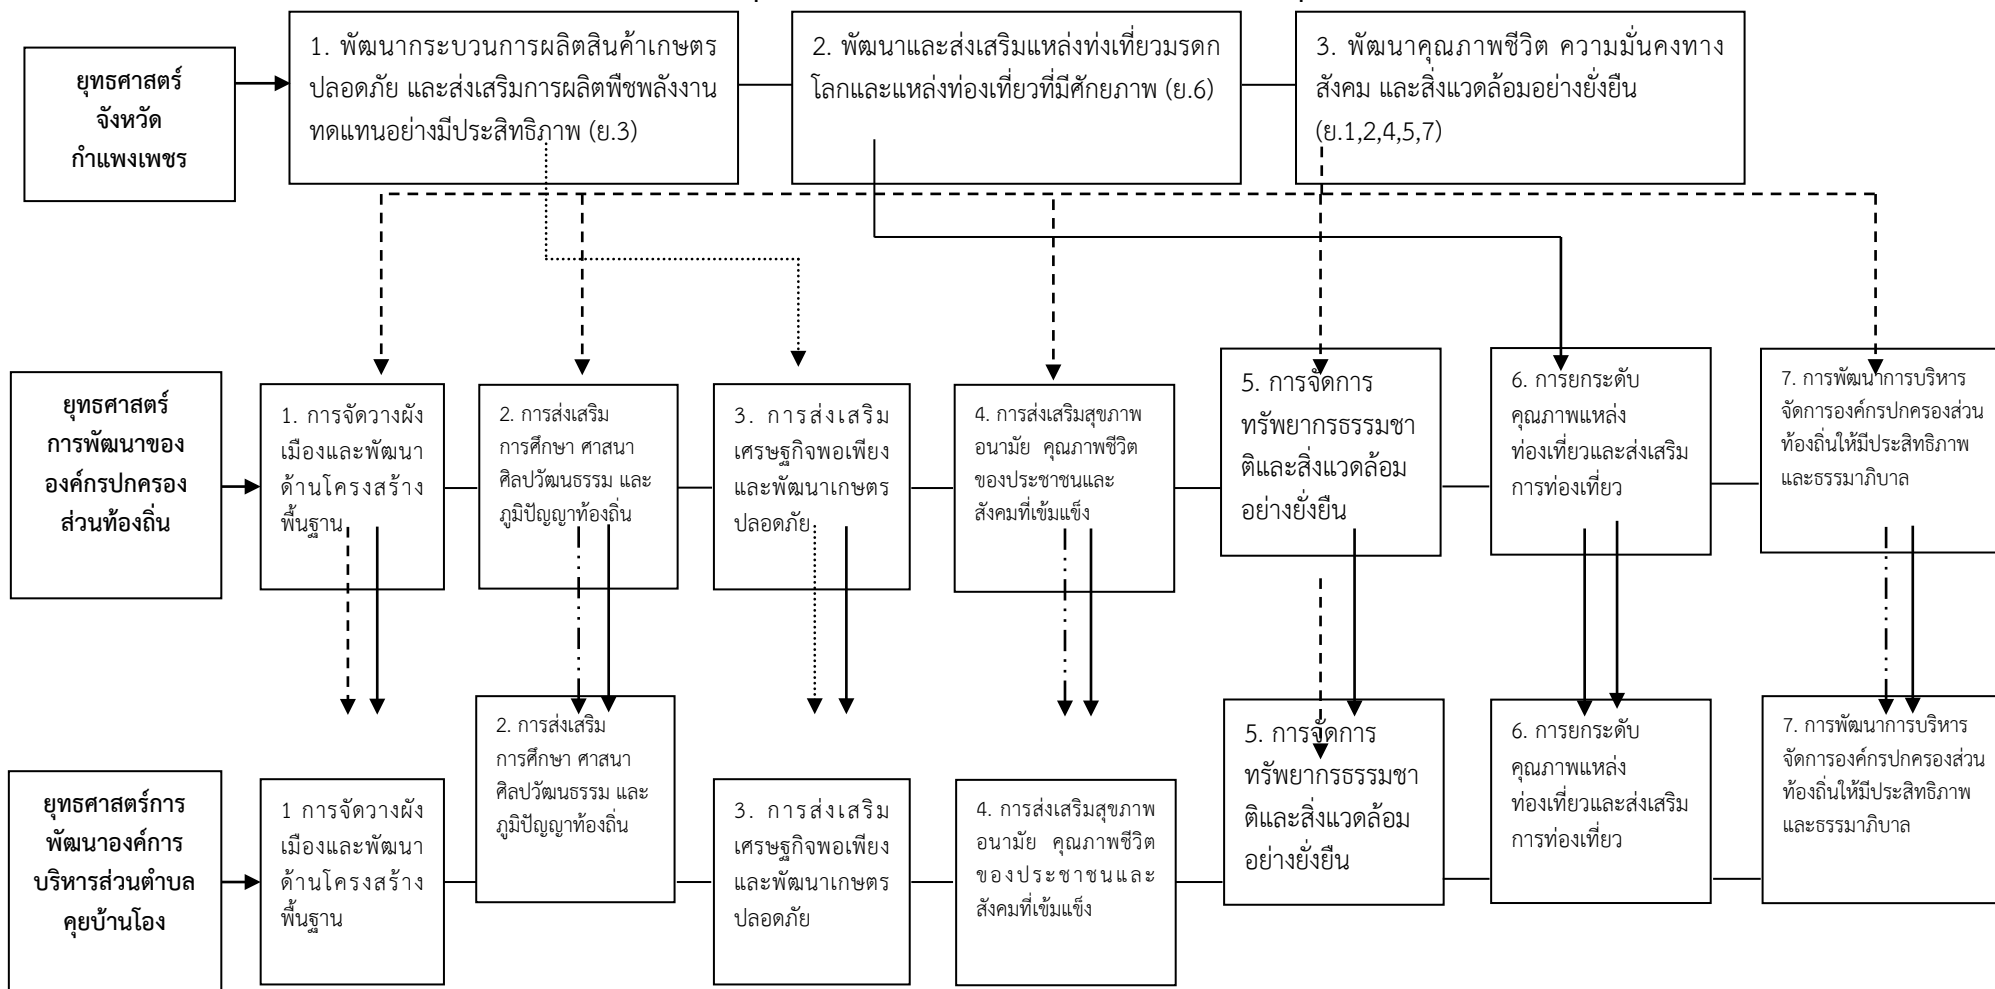 ยุทธศาสตร์
จังหวัด
กำแพงเพชร
1. พัฒนากระบวนการผลิตสินค้าเกษตร
ปลอดภัย และส่งเสริมการผลิตพืชพลังงาน
ทดแทนอย่างมีประสิทธิภาพ (ย.3)
2. พัฒนาและส่งเสริมแหล่งท่งเที่ยวมรดก
โลกและแหล่งท่องเที่ยวที่มีศักยภาพ (ย.6)
3. พัฒนาคุณภาพชีวิต ความมั่นคงทาง
สังคม และสิ่งแวดล้อมอย่างยั่งยืน
(ย.1,2,4,5,7)
ยุทธศาสตร์
การพัฒนาของ
องค์กรปกครอง
ส่วนท้องถิ่น
1. การจัดวางผัง
เมืองและพัฒนา
ด้านโครงสร้าง
พื้นฐาน
2. การส่งเสริม
การศึกษา ศาสนา
ศิลปวัฒนธรรม และ
ภูมิปัญญาท้องถิ่น
3. การส่งเสริม
เศรษฐกิจพอเพียง
และพัฒนาเกษตร
ปลอดภัย
4. การส่งเสริมสุขภาพ
อนามัย คุณภาพชีวิต
ของประชาชนและ
สังคมที่เข้มแข็ง
5. การจัดการ
ทรัพยากรธรรมชา
ติและสิ่งแวดล้อม
อย่างยั่งยืน
6. การยกระดับ
คุณภาพแหล่ง
ท่องเที่ยวและส่งเสริม
การท่องเที่ยว
7. การพัฒนาการบริหาร
จัดการองค์กรปกครองส่วน
ท้องถิ่นให้มีประสิทธิภาพ
และธรรมาภิบาล
ยุทธศาสตร์การ
พัฒนาองค์การ
บริหารส่วนตำบล
คุยบ้านโอง
1 การจัดวางผัง
เมืองและพัฒนา
ด้านโครงสร้าง
พื้นฐาน
2. การส่งเสริม
การศึกษา ศาสนา
ศิลปวัฒนธรรม และ
ภูมิปัญญาท้องถิ่น
3. การส่งเสริม
เศรษฐกิจพอเพียง
และพัฒนาเกษตร
ปลอดภัย
4. การส่งเสริมสุขภาพ
อนามัย คุณภาพชีวิต
ของประชาชนและ
สังคมที่เข้มแข็ง
5. การจัดการ
ทรัพยากรธรรมชา
ติและสิ่งแวดล้อม
อย่างยั่งยืน
6. การยกระดับ
คุณภาพแหล่ง
ท่องเที่ยวและส่งเสริม
การท่องเที่ยว
7. การพัฒนาการบริหาร
จัดการองค์กรปกครองส่วน
ท้องถิ่นให้มีประสิทธิภาพ
และธรรมาภิบาล